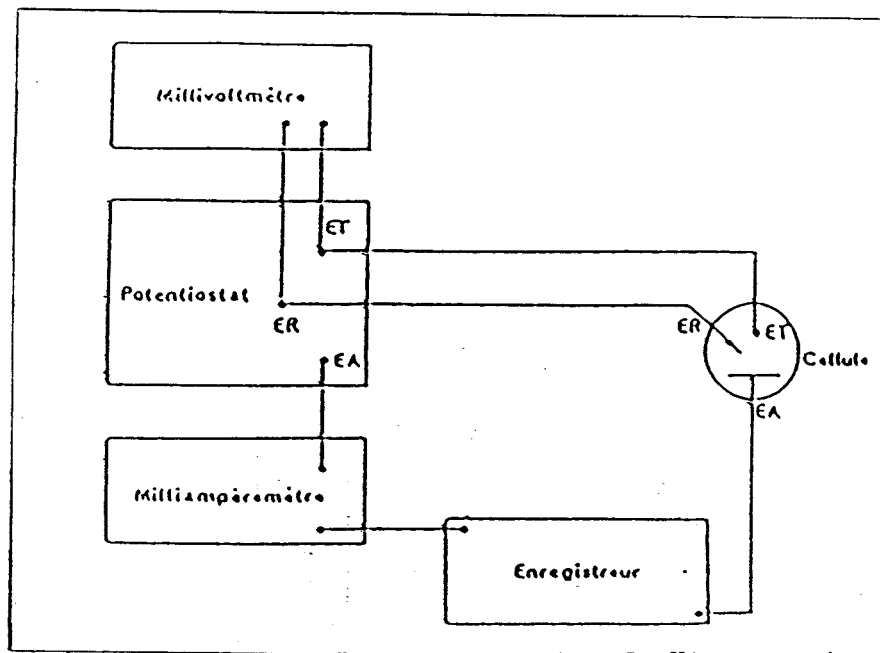 Millivoltmètre
ET
Potentiostat
ER
EA
ER
ET
Cellule
EA
Milliampèremètre
Enregistreur